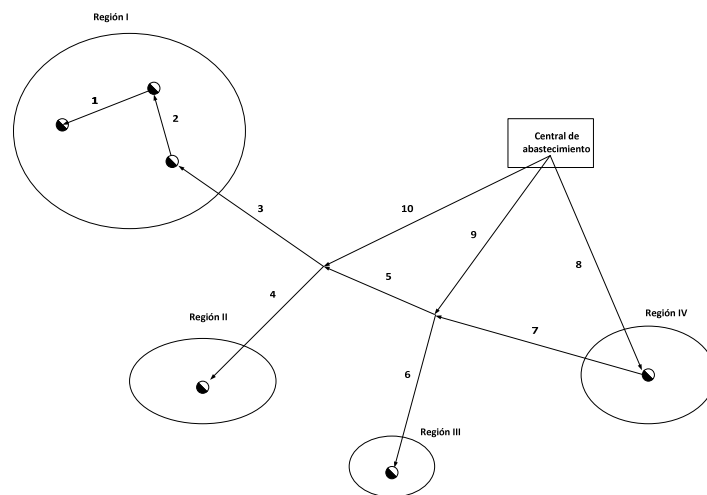 Región I
1
2
Central de
abastecimiento
3
10
9
8
5
4
Región II
7
Región IV
6
Región III